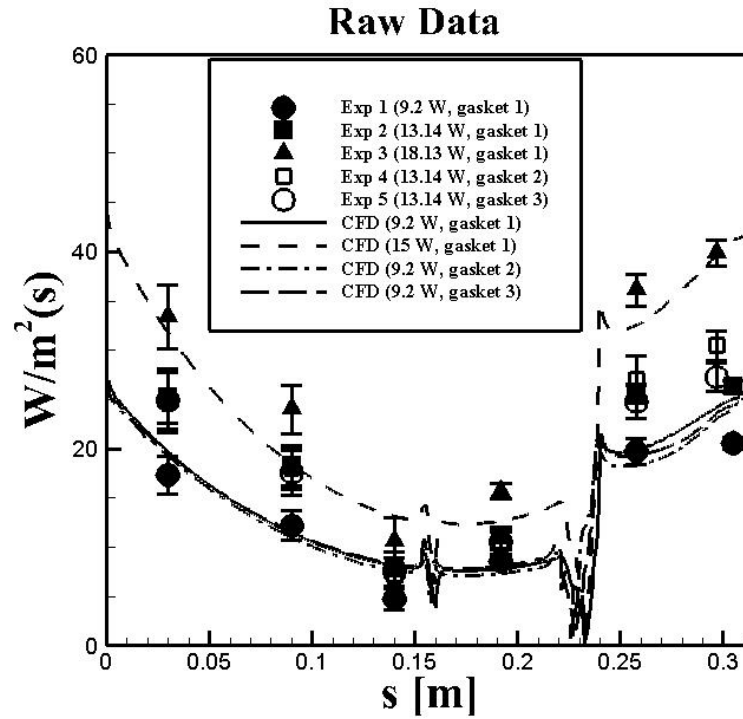 Raw Data
60
Exp 1 (9.2 W, gasket 1)
Exp 2 (13.14 W, gasket 1)
Exp 3 (18.13 W, gasket 1)
Exp 4 (13.14 W, gasket 2)
Exp 5 (13.14 W, gasket 3)
CFD (9.2 W, gasket 1)
CFD (15 W, gasket 1)
CFD (9.2 W, gasket 2)
CFD (9.2 W, gasket 3)
40
W/m²(s)
20
0
0 0.05 0.1 0.15 0.2 0.25 0.3
s [m]